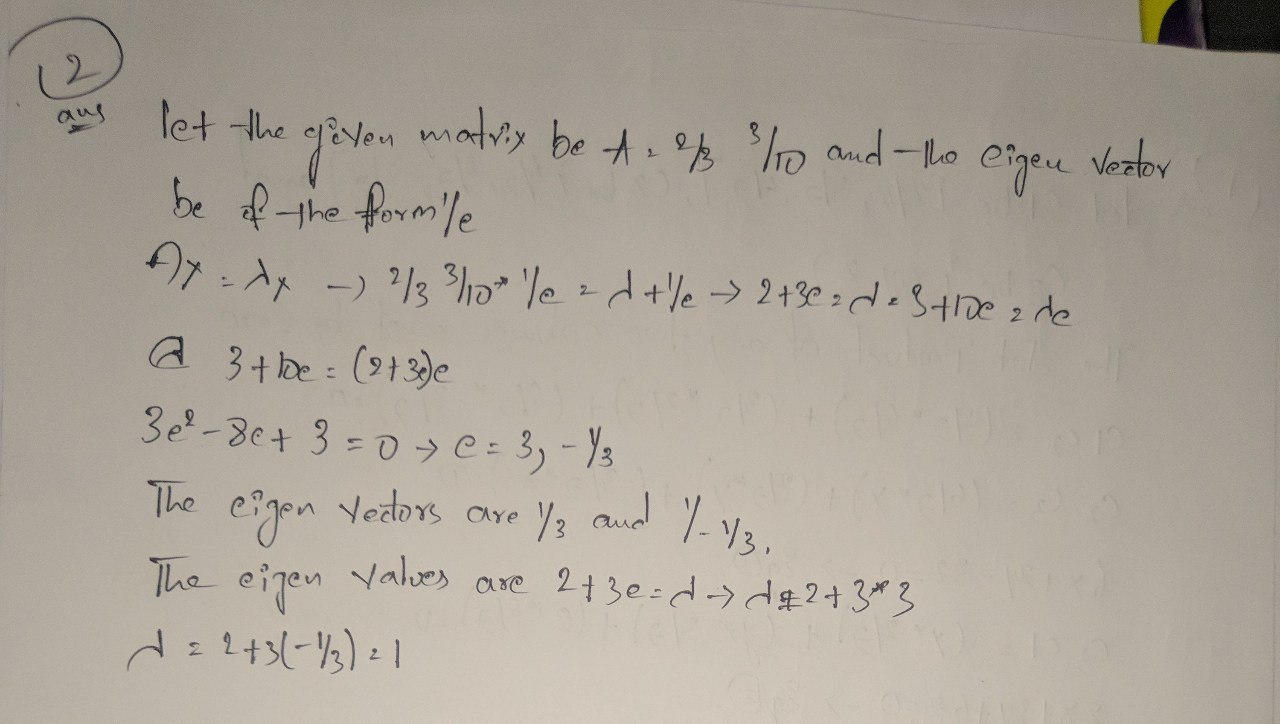 2
ans
let the given matrix be A = 2/3 3/10 and the eigen vector
be of the form 1/e
Ax = λx → 2/3 3/10 * 1/e = λ + 1/e → 2+3e = λ = 3+10e = λe
3+10e = (2+3e)e
3e² - 8e + 3 = 0 → e = 3, -1/3
The eigen vectors are 1/3 and 1/-1/3.
The eigen values are 2+3e = λ → λ = 2+3*3
λ = 2+3(-1/3) = 1